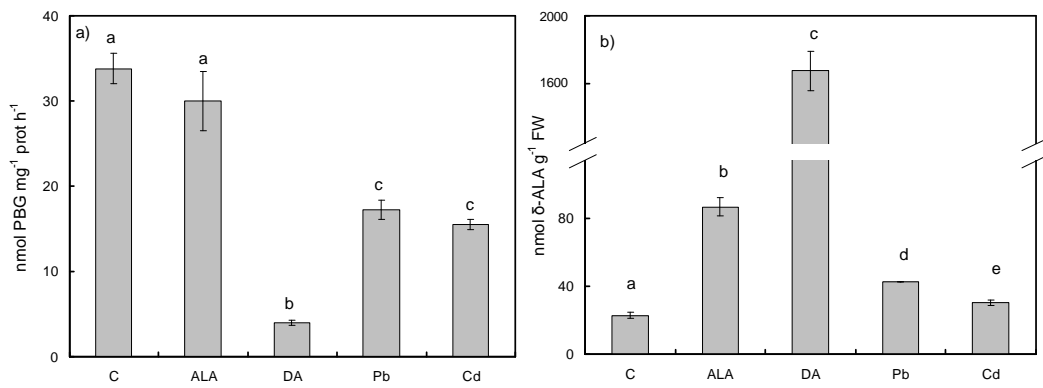 a)
nmol PBG mg⁻¹ prot h⁻¹
40
30
20
10
0
a
a
b
c
c
C ALA DA Pb Cd
b)
nmol δ-ALA g⁻¹ FW
2000
1600
80
40
0
a
b
c
d
e
C ALA DA Pb Cd